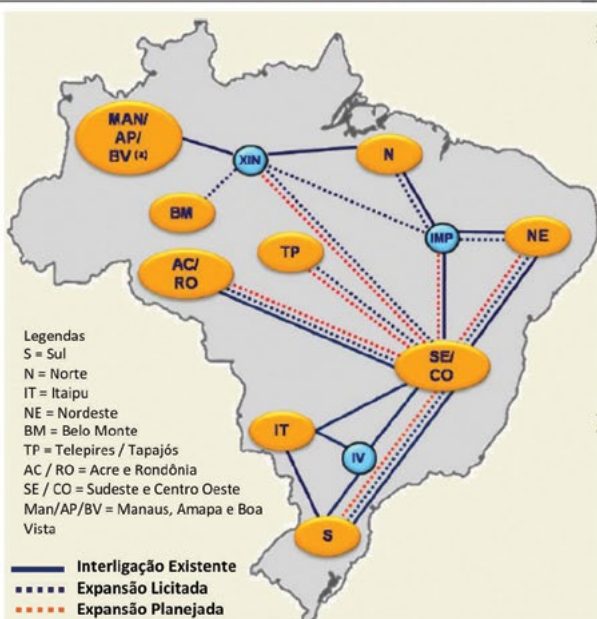 MAN/
AP/
BV (a)
XIN
N
BM
IMP
NE
TP
AC/
RO
SE/
CO
IT
IV
S
Legendas
S = Sul
N = Norte
IT = Itaipu
NE = Nordeste
BM = Belo Monte
TP = Telepires / Tapajós
AC / RO = Acre e Rondônia
SE / CO = Sudeste e Centro Oeste
Man/AP/BV = Manaus, Amapa e Boa
Vista
Interligação Existente
Expansão Licitada
Expansão Planejada